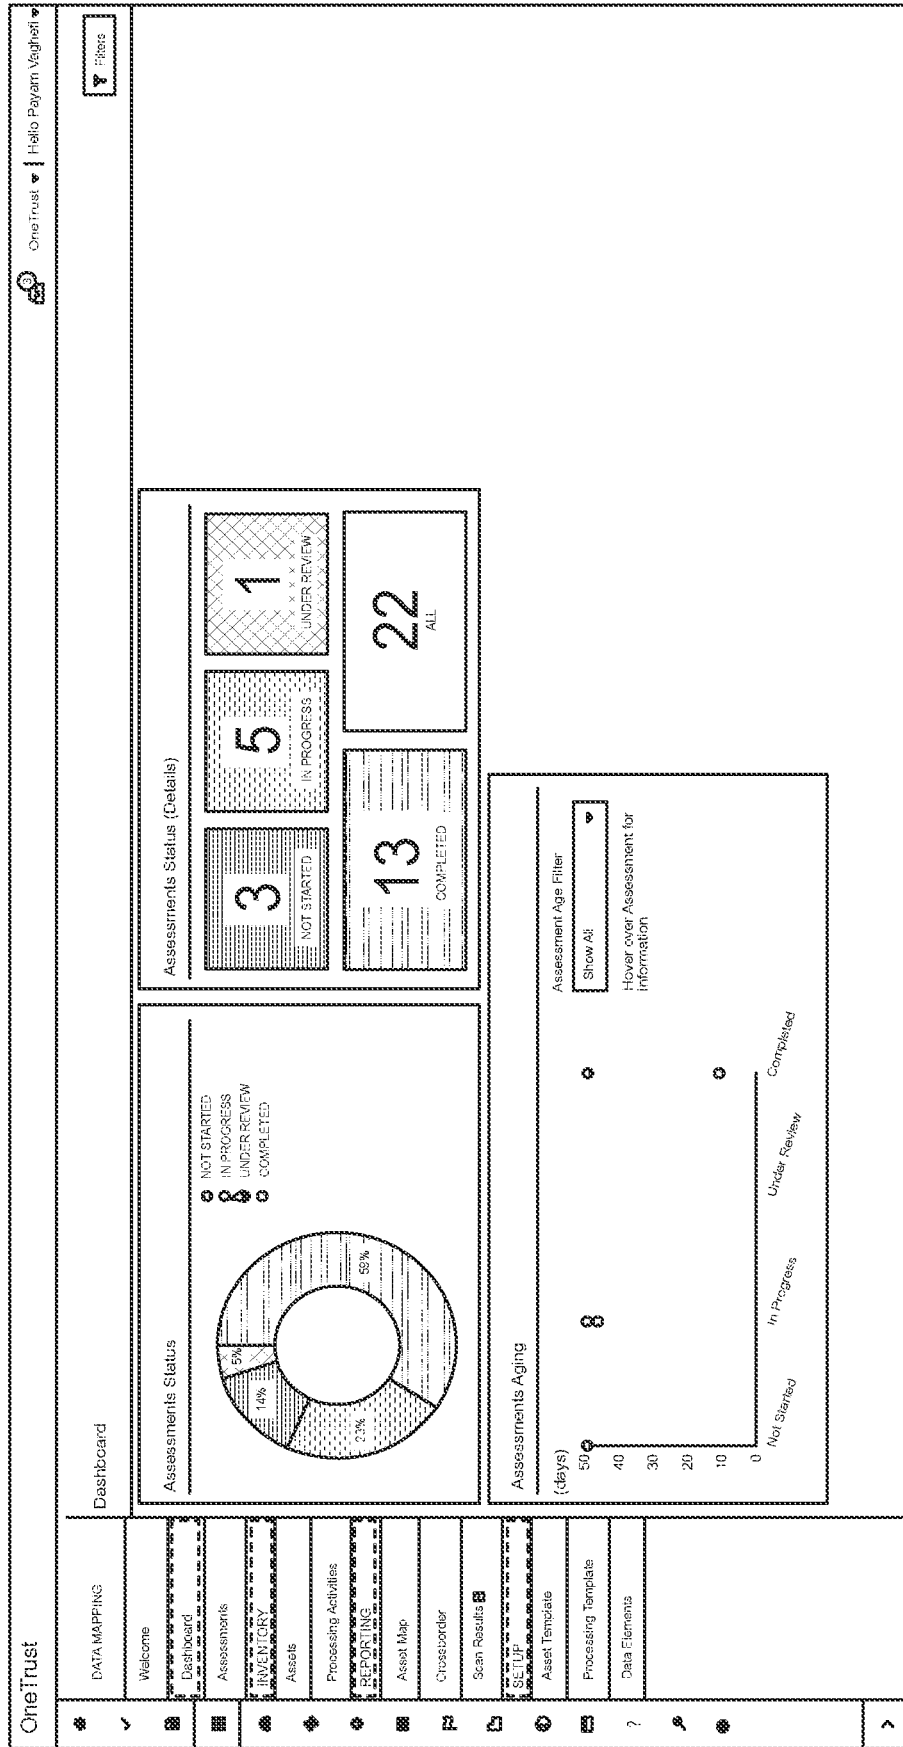 OneTrust
3
OneTrust | Hello Payam Vagheti
DATA MAPPING
Welcome
Dashboard
Assessments
INVENTORY
Assets
Processing Activities
REPORTING
Asset Map
Crossborder
Scan Results
SETUP
Asset Template
Processing Template
Data Elements
?
Dashboard
Filters
Assessments Status
5%
14%
23%
59%
NOT STARTED
IN PROGRESS
UNDER REVIEW
COMPLETED
Assessments Status (Details)
3
NOT STARTED
5
IN PROGRESS
1
UNDER REVIEW
13
COMPLETED
22
ALL
Assessments Aging
(days)
50
40
30
20
10
0
Not Started
In Progress
Under Review
Completed
Assessment Age Filter
Show All
Hover over Assessment for
information